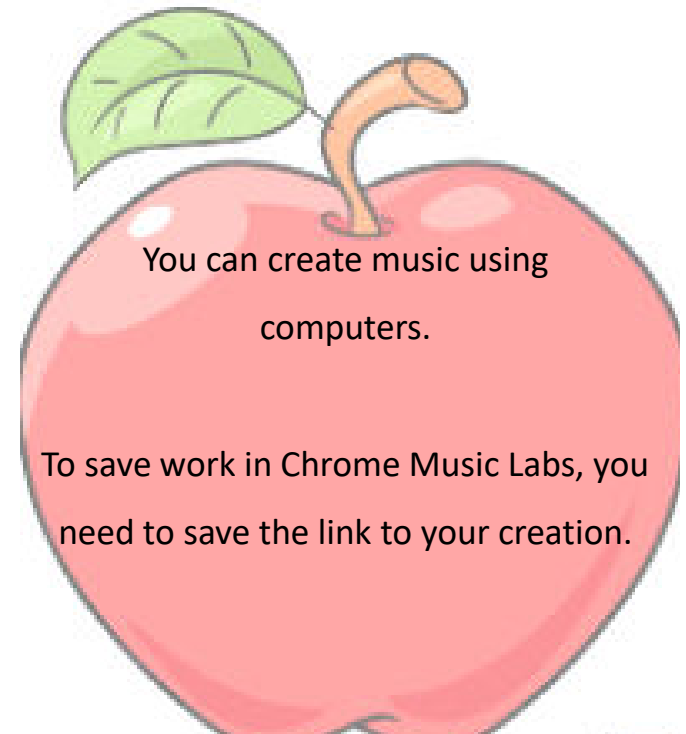 You can create music using
computers.
To save work in Chrome Music Labs, you
need to save the link to your creation.